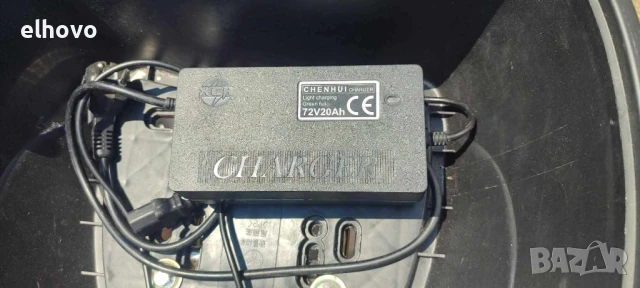 elhovo
CHENHUI CHARGER
Light charging
Green full
72V20Ah CE
CHARGER
BAZAR